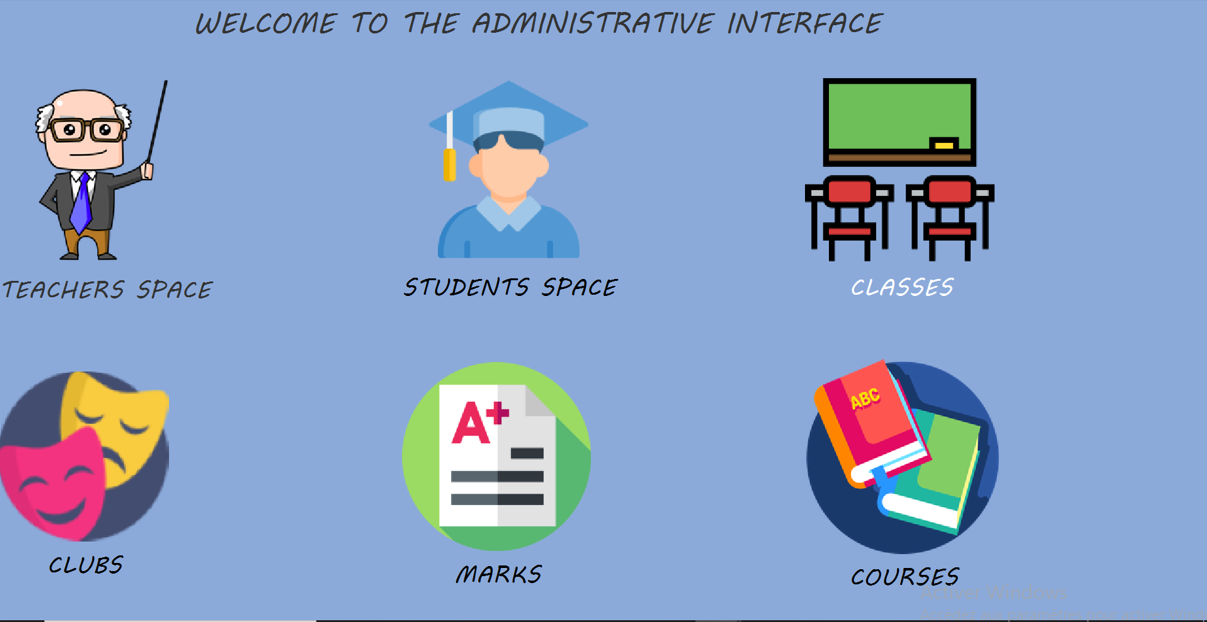 WELCOME TO THE ADMINISTRATIVE INTERFACE
TEACHERS SPACE
STUDENTS SPACE
CLASSES
ABC
A+
CLUBS
MARKS
COURSES